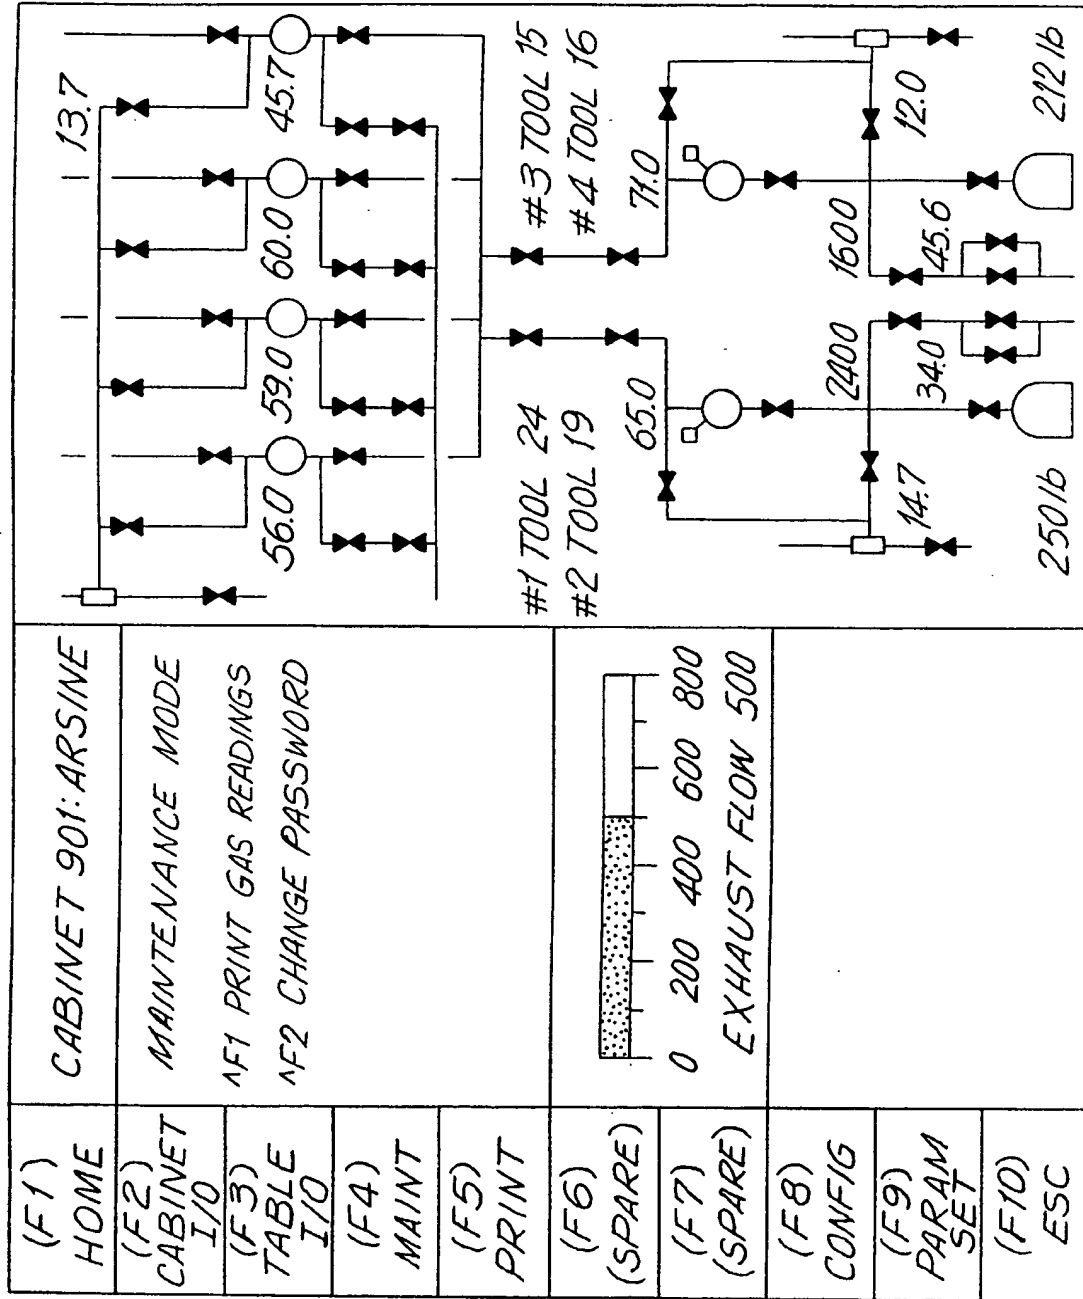 (F1)
HOME
(F2)
CABINET
I/O
(F3)
TABLE
I/O
(F4)
MAINT
(F5)
PRINT
(F6)
(SPARE)
(F7)
(SPARE)
(F8)
CONFIG
(F9)
PARAM
SET
(F10)
ESC
CABINET 901: ARSINE
MAINTENANCE MODE
^F1 PRINT GAS READINGS
^F2 CHANGE PASSWORD
0 200 400 600 800
EXHAUST FLOW 500
13.7
56.0 59.0 60.0 45.7
#1 TOOL 24 #3 TOOL 15
#2 TOOL 19 #4 TOOL 16
65.0 71.0
2400 1600
14.7 34.0 45.6 12.0
250 lb 212 lb